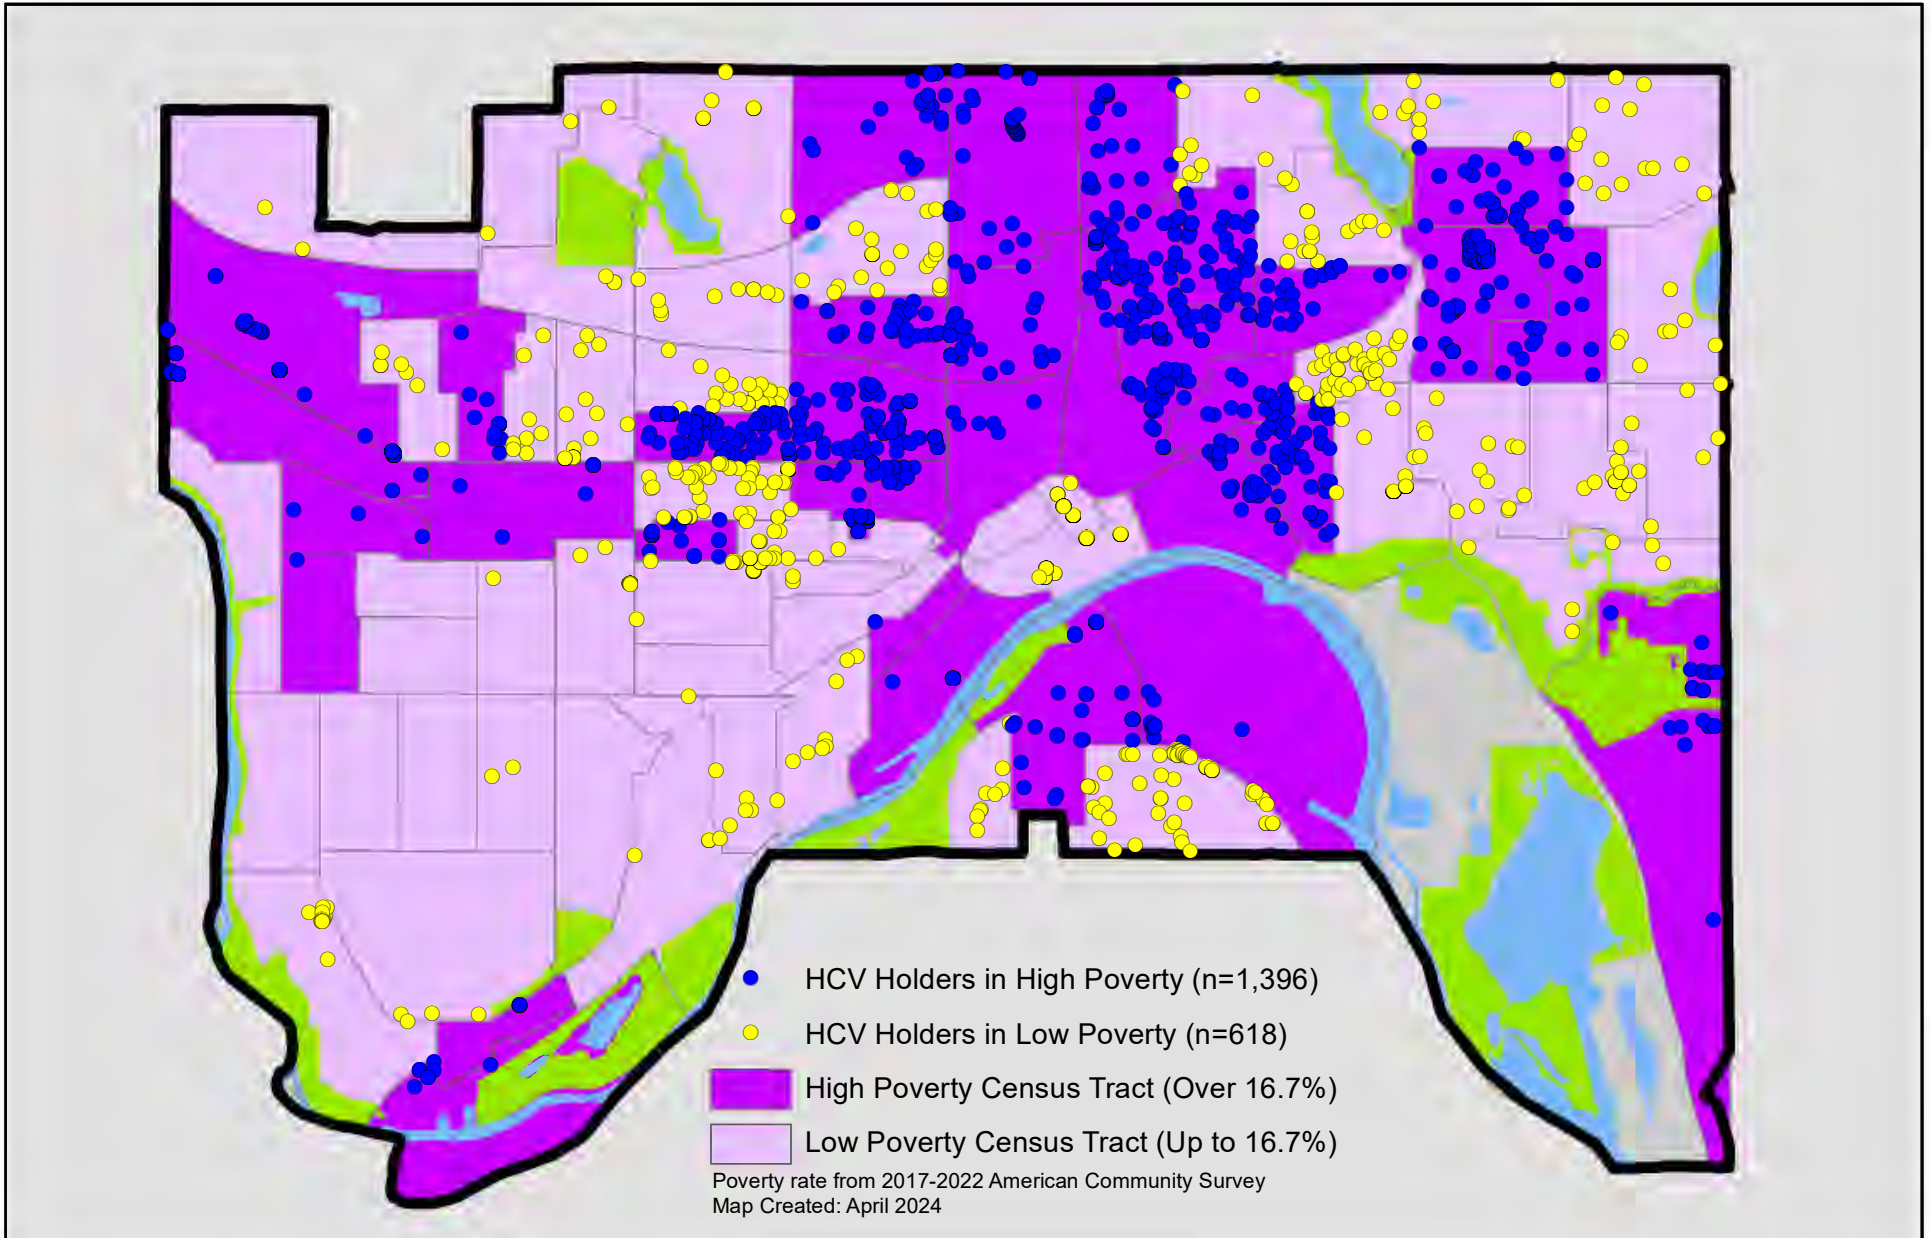 HCV Holders in High Poverty (n=1,396)
HCV Holders in Low Poverty (n=618)
High Poverty Census Tract (Over 16.7%)
Low Poverty Census Tract (Up to 16.7%)
Poverty rate from 2017-2022 American Community Survey
Map Created: April 2024